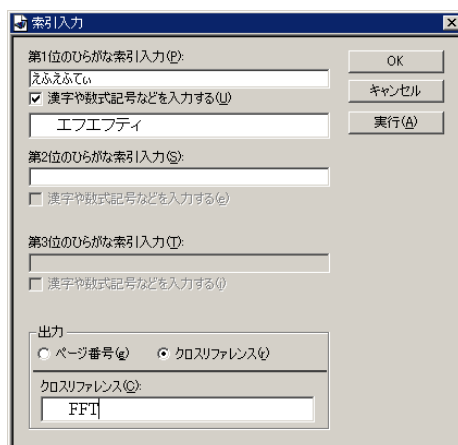 索引入力
第1位のひらがな索引入力(P):
えふえふてぃ
漢字や数式記号などを入力する(U)
エフエフティ
第2位のひらがな索引入力(S):
漢字や数式記号などを入力する(e)
第3位のひらがな索引入力(T):
漢字や数式記号などを入力する(i)
出力
ページ番号(g) クロスリファレンス(r)
クロスリファレンス(C):
FFT
OK
キャンセル
実行(A)